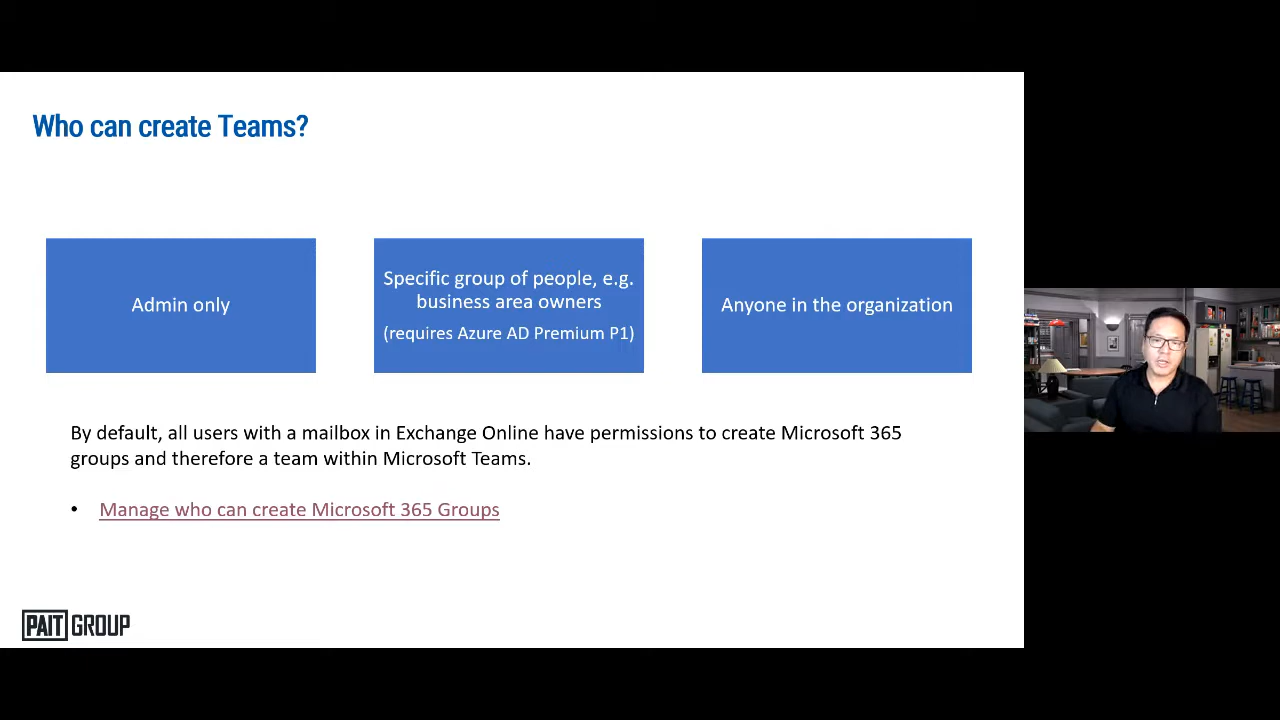 Who can create Teams?
Admin only
Specific group of people, e.g.
business area owners
(requires Azure AD Premium P1)
Anyone in the organization
By default, all users with a mailbox in Exchange Online have permissions to create Microsoft 365
groups and therefore a team within Microsoft Teams.
• Manage who can create Microsoft 365 Groups
PAIT GROUP